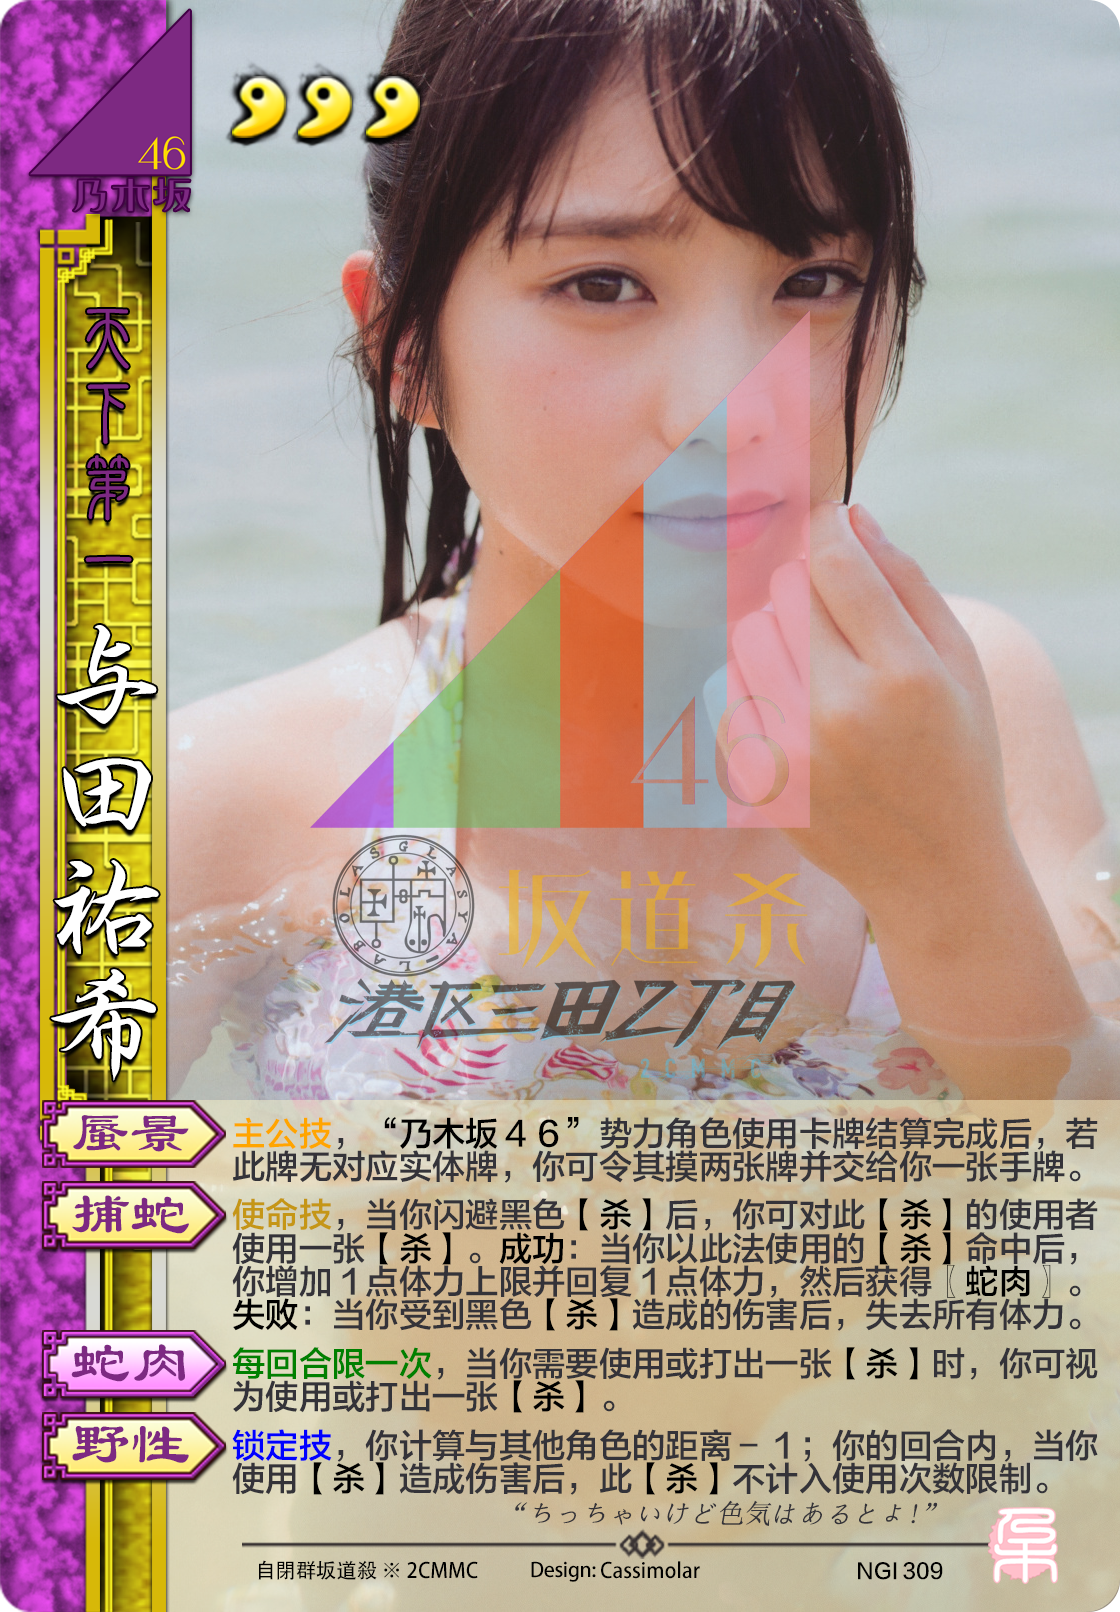 46
乃木坂
天下第一
与田祐希
46
GLASYA LABOLAS
坂道杀
港区三田2丁目
2CMMC
蜃景
主公技，“乃木坂４６”势力角色使用卡牌结算完成后，若
此牌无对应实体牌，你可令其摸两张牌并交给你一张手牌。
捕蛇
使命技，当你闪避黑色【杀】后，你可对此【杀】的使用者
使用一张【杀】。成功：当你以此法使用的【杀】命中后，
你增加１点体力上限并回复１点体力，然后获得〖蛇肉〗。
失败：当你受到黑色【杀】造成的伤害后，失去所有体力。
蛇肉
每回合限一次，当你需要使用或打出一张【杀】时，你可视
为使用或打出一张【杀】。
野性
锁定技，你计算与其他角色的距离－１；你的回合内，当你
使用【杀】造成伤害后，此【杀】不计入使用次数限制。
“ちっちゃいけど色気はあるとよ！”
自閉群坂道殺 ※ 2CMMC Design: Cassimolar NGI 309